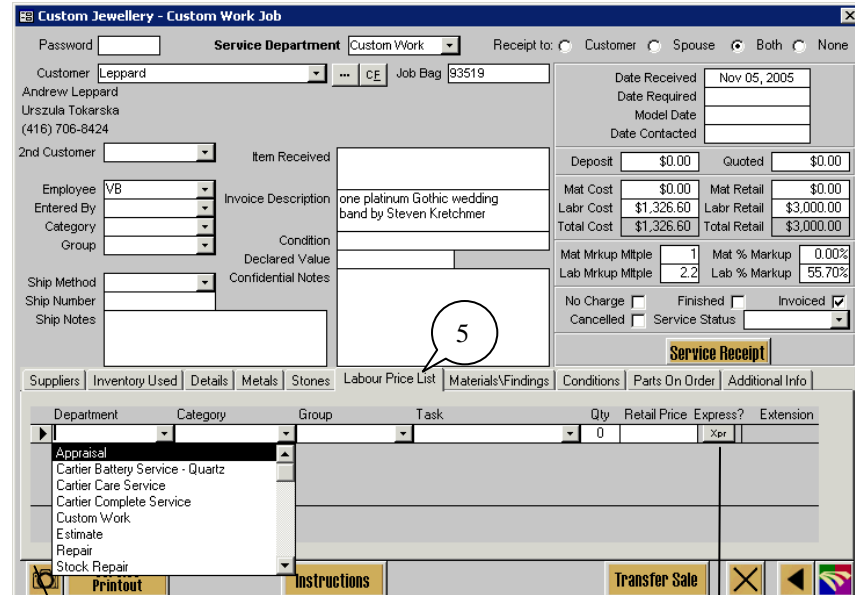 Custom Jewellery - Custom Work Job
Password Service Department Custom Work Receipt to: Customer Spouse Both None
Customer Leppard ... CF Job Bag 93519
Andrew Leppard
Urszula Tokarska
(416) 706-8424
2nd Customer
Employee VB
Entered By
Category
Group
Ship Method
Ship Number
Ship Notes
Item Received
Invoice Description one platinum Gothic wedding
band by Steven Kretchmer
Condition
Declared Value
Confidential Notes
Date Received Nov 05, 2005
Date Required
Model Date
Date Contacted
Deposit $0.00 Quoted $0.00
Mat Cost $0.00 Mat Retail $0.00
Labr Cost $1,326.60 Labr Retail $3,000.00
Total Cost $1,326.60 Total Retail $3,000.00
Mat Mrkup Mltple 1 Mat % Markup 0.00%
Lab Mrkup Mltple 2.2 Lab % Markup 55.70%
No Charge Finished Invoiced
Cancelled Service Status
Service Receipt
5
Suppliers Inventory Used Details Metals Stones Labour Price List Materials\Findings Conditions Parts On Order Additional Info
Department Category Group Task Qty Retail Price Express? Extension
0 Xpr
Appraisal
Cartier Battery Service - Quartz
Cartier Care Service
Cartier Complete Service
Custom Work
Estimate
Repair
Stock Repair
Printout Instructions Transfer Sale